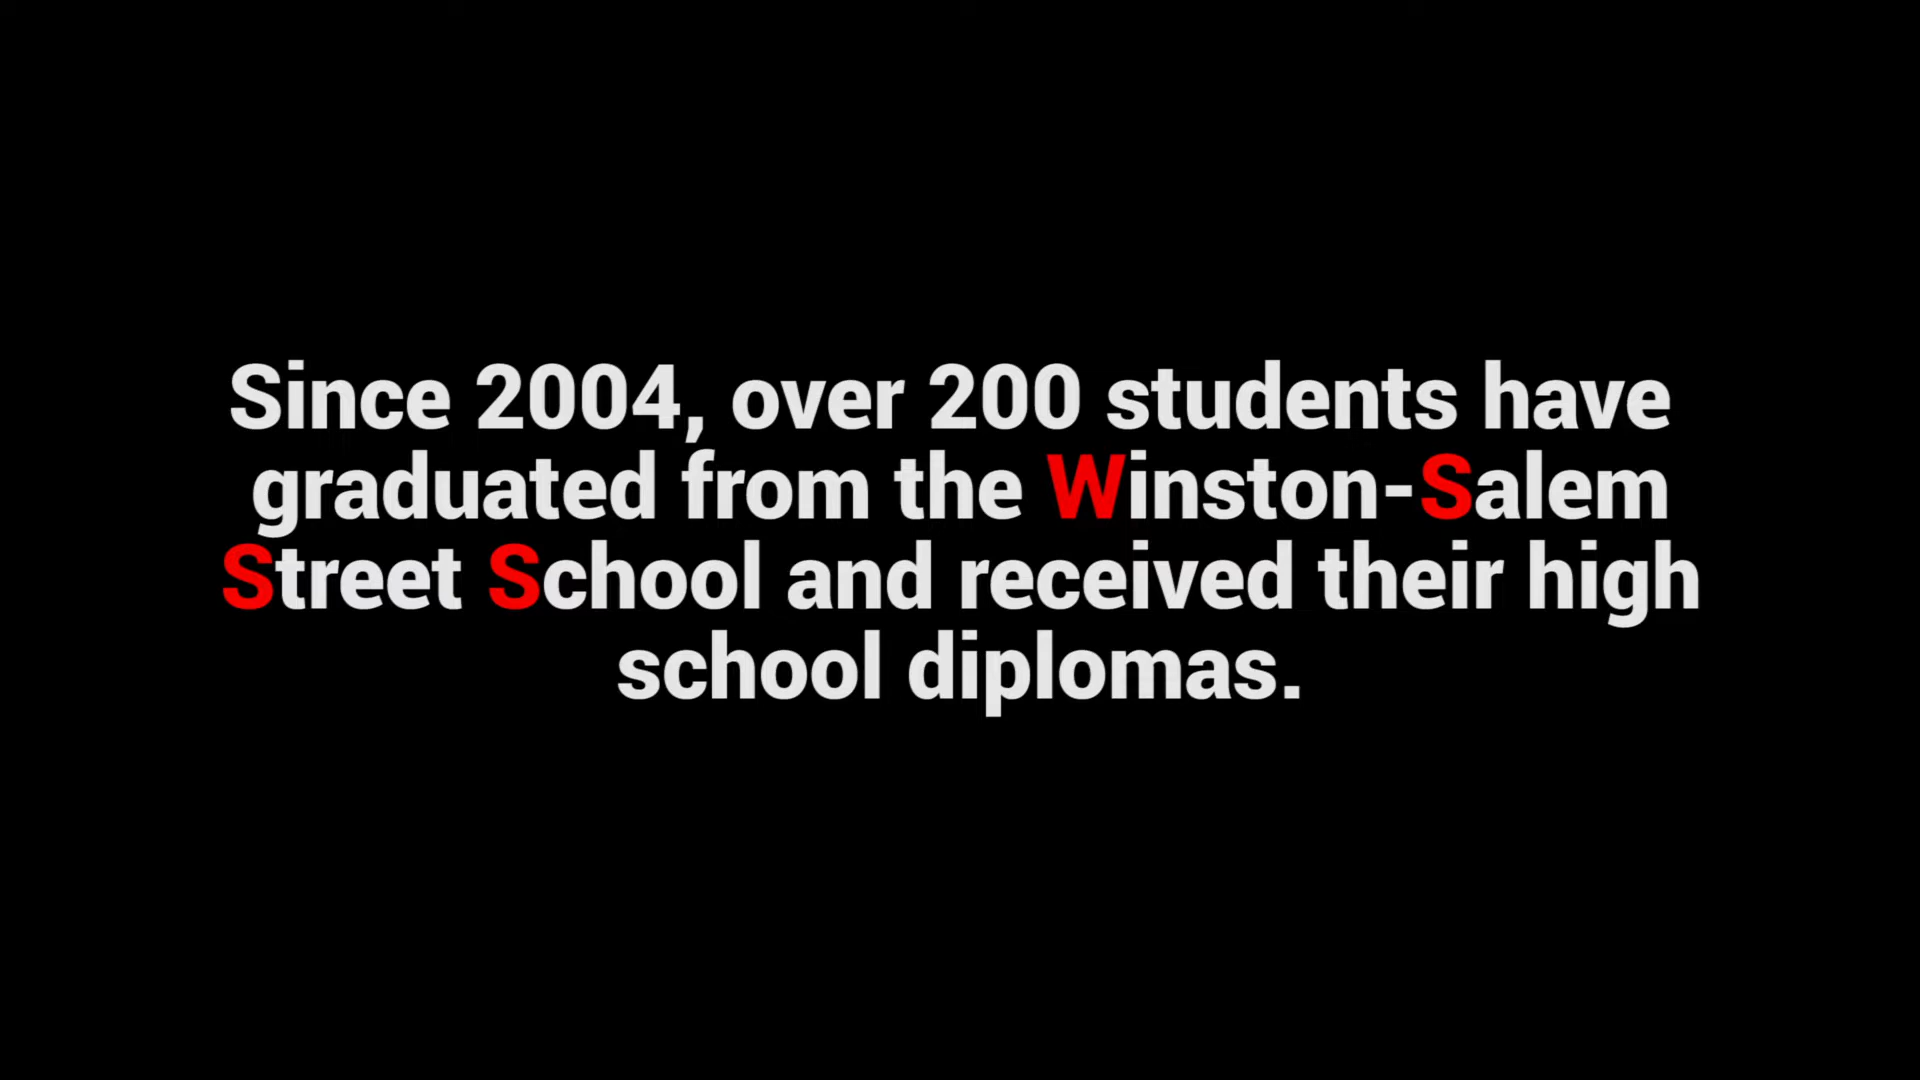 Since 2004, over 200 students have
graduated from the Winston-Salem
Street School and received their high
school diplomas.